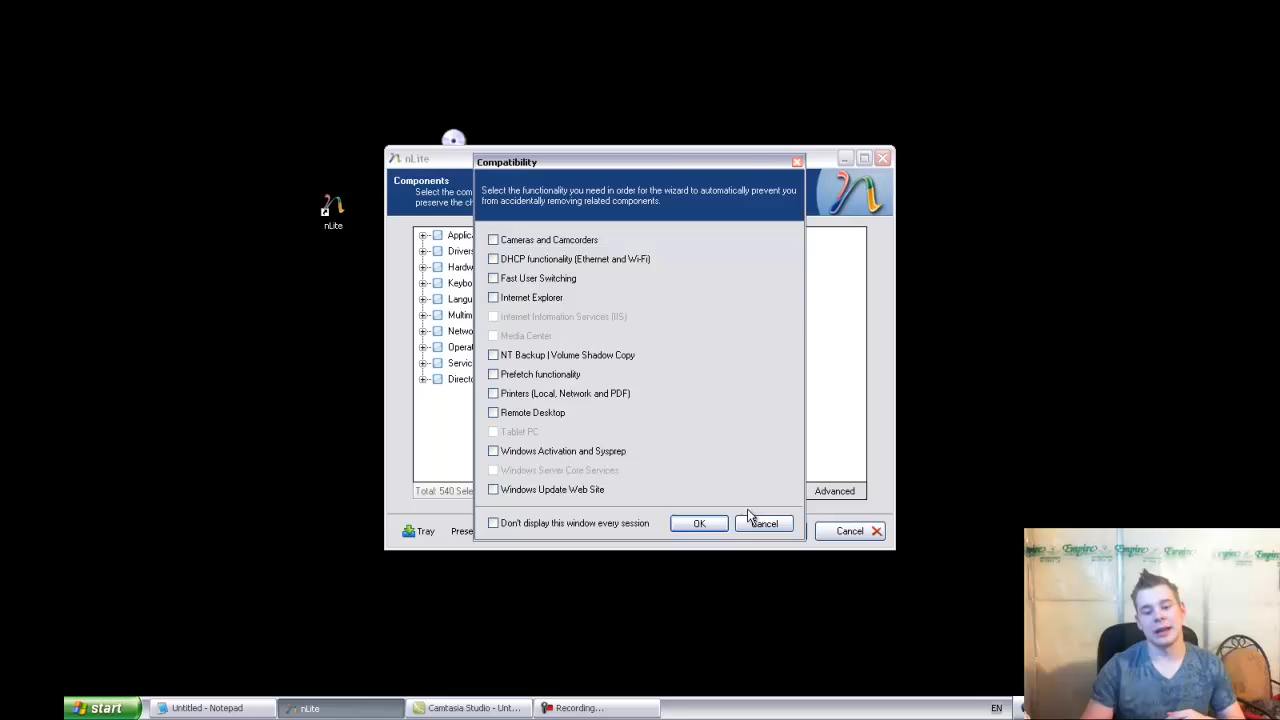 nLite
Compatibility
Components
Select the com
preserve the ch
Select the functionality you need in order for the wizard to automatically prevent you
from accidentally removing related components.
nLite
Applic
Drivers
Hardw
Keybo
Langu
Multim
Netwo
Operat
Servic
Directo
Cameras and Camcorders
DHCP functionality (Ethernet and Wi-Fi)
Fast User Switching
Internet Explorer
Internet Information Services (IIS)
Media Center
NT Backup | Volume Shadow Copy
Prefetch functionality
Printers (Local, Network and PDF)
Remote Desktop
Tablet PC
Windows Activation and Sysprep
Windows Server Core Services
Windows Update Web Site
Total: 540 Sele
Advanced
Don't display this window every session
OK
Cancel
Tray
Prese
Cancel
Empire
Empire
Empire
start
Untitled - Notepad
nLite
Camtasia Studio - Unt...
Recording...
EN